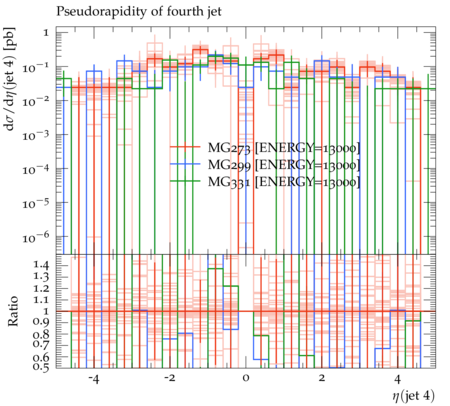 Pseudorapidity of fourth jet
dσ/dη(jet 4) [pb]
1
10⁻¹
10⁻²
10⁻³
10⁻⁴
10⁻⁵
10⁻⁶
MG273 [ENERGY=13000]
MG299 [ENERGY=13000]
MG331 [ENERGY=13000]
Ratio
1.4
1.3
1.2
1.1
1
0.9
0.8
0.7
0.6
0.5
-4 -2 0 2 4
η(jet 4)